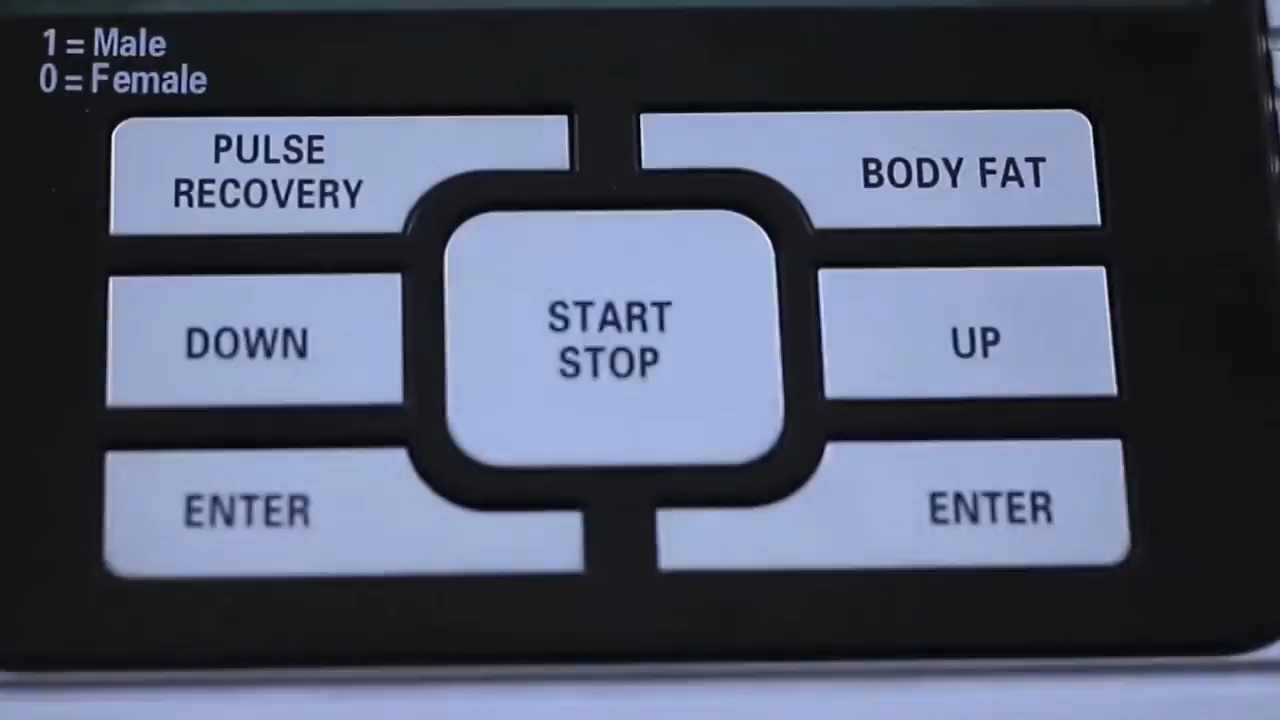 1 = Male
0 = Female
PULSE
RECOVERY
BODY FAT
DOWN
START
STOP
UP
ENTER
ENTER